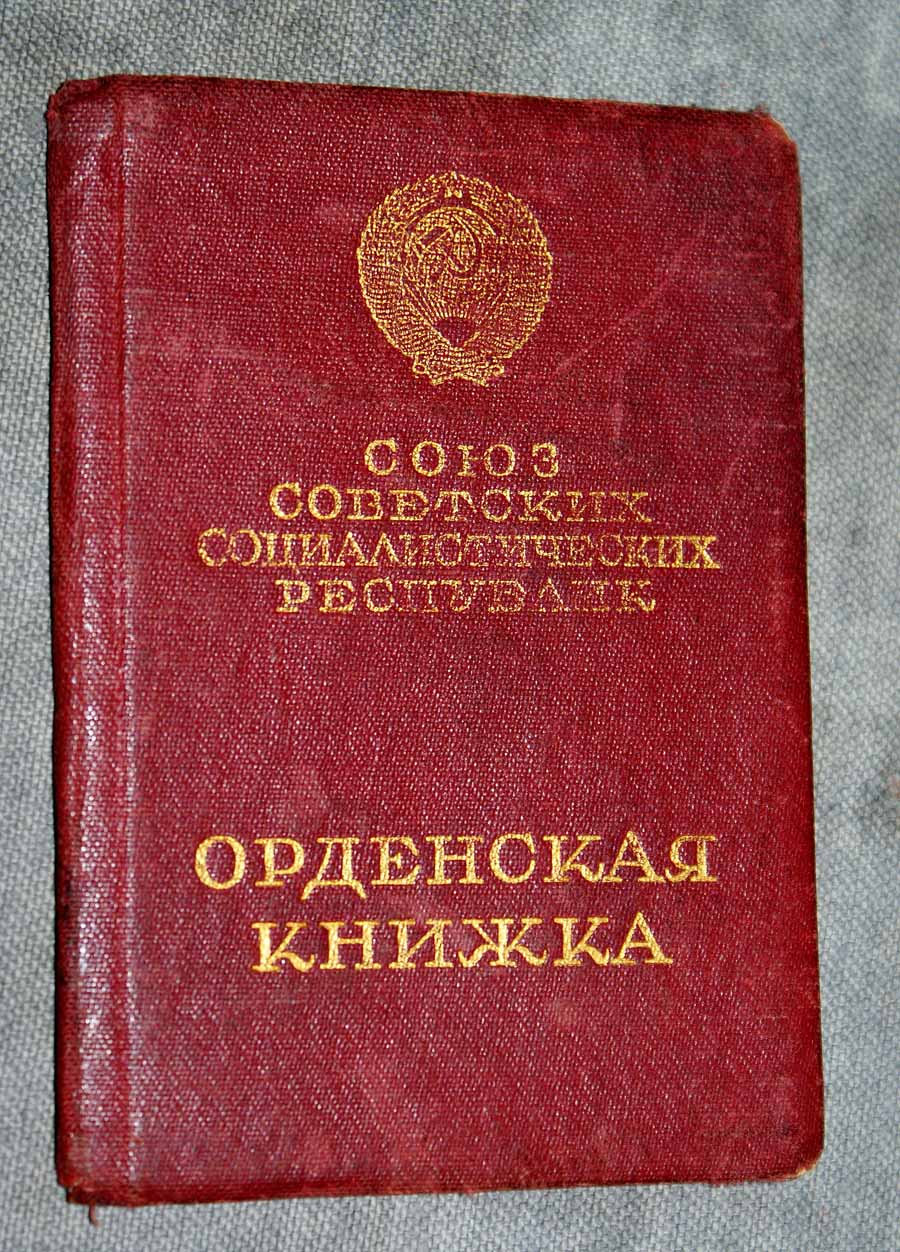 СОЮЗ
СОВЕТСКИХ
СОЦИАЛИСТИЧЕСКИХ
РЕСПУБЛИК
ОРДЕНСКАЯ
КНИЖКА